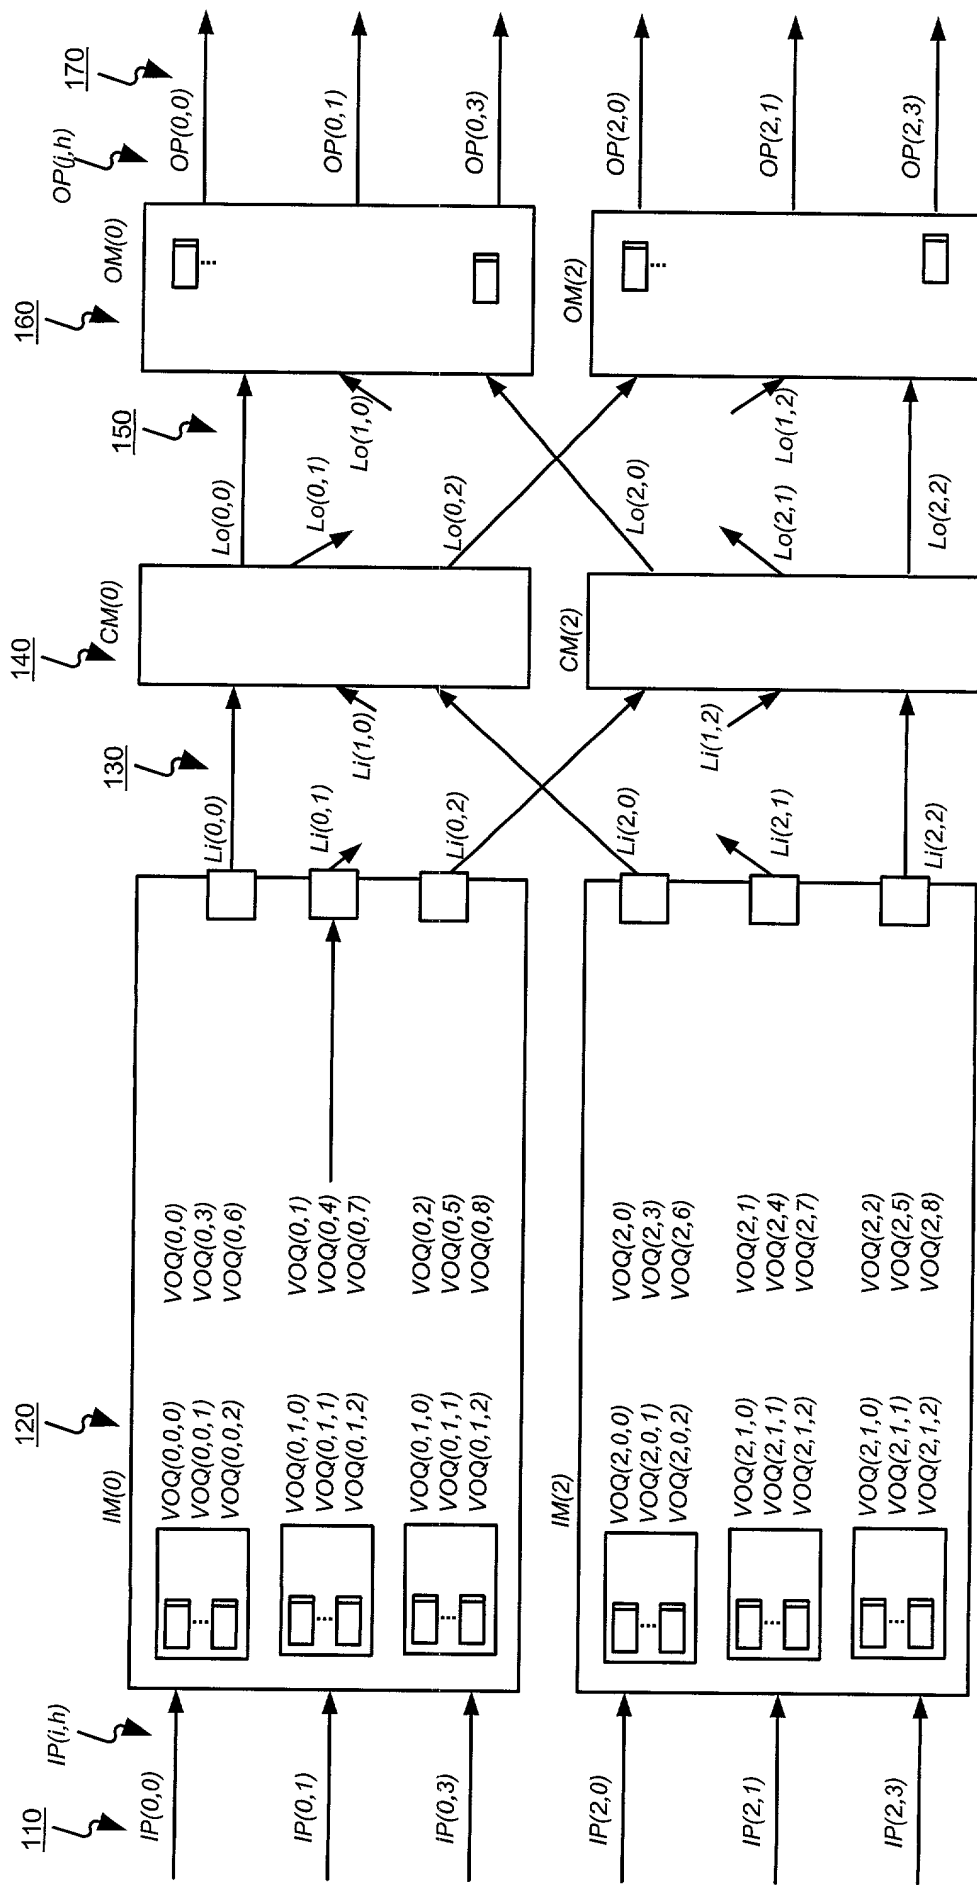 110
120
130
140
150
160
170
IP(i,h)
OP(j,h)
IM(0)
CM(0)
OM(0)
IP(0,0)
VOQ(0,0,0)
VOQ(0,0,1)
VOQ(0,0,2)
VOQ(0,0)
VOQ(0,3)
VOQ(0,6)
Li(0,0)
Lo(0,0)
OP(0,0)
IP(0,1)
VOQ(0,1,0)
VOQ(0,1,1)
VOQ(0,1,2)
VOQ(0,1)
VOQ(0,4)
VOQ(0,7)
Li(0,1)
Li(1,0)
Lo(0,1)
Lo(1,0)
OP(0,1)
IP(0,3)
VOQ(0,1,0)
VOQ(0,1,1)
VOQ(0,1,2)
VOQ(0,2)
VOQ(0,5)
VOQ(0,8)
Li(0,2)
Lo(0,2)
OP(0,3)
IM(2)
CM(2)
OM(2)
IP(2,0)
VOQ(2,0,0)
VOQ(2,0,1)
VOQ(2,0,2)
VOQ(2,0)
VOQ(2,3)
VOQ(2,6)
Li(2,0)
Lo(2,0)
OP(2,0)
IP(2,1)
VOQ(2,1,0)
VOQ(2,1,1)
VOQ(2,1,2)
VOQ(2,1)
VOQ(2,4)
VOQ(2,7)
Li(2,1)
Li(1,2)
Lo(2,1)
Lo(1,2)
OP(2,1)
IP(2,3)
VOQ(2,1,0)
VOQ(2,1,1)
VOQ(2,1,2)
VOQ(2,2)
VOQ(2,5)
VOQ(2,8)
Li(2,2)
Lo(2,2)
OP(2,3)